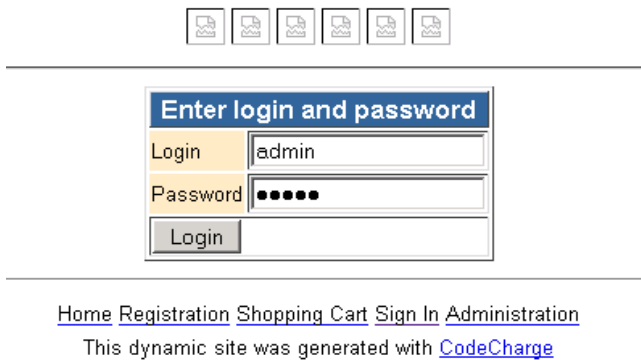 Enter login and password
Login admin
Password ●●●●●
Login
Home Registration Shopping Cart Sign In Administration
This dynamic site was generated with CodeCharge